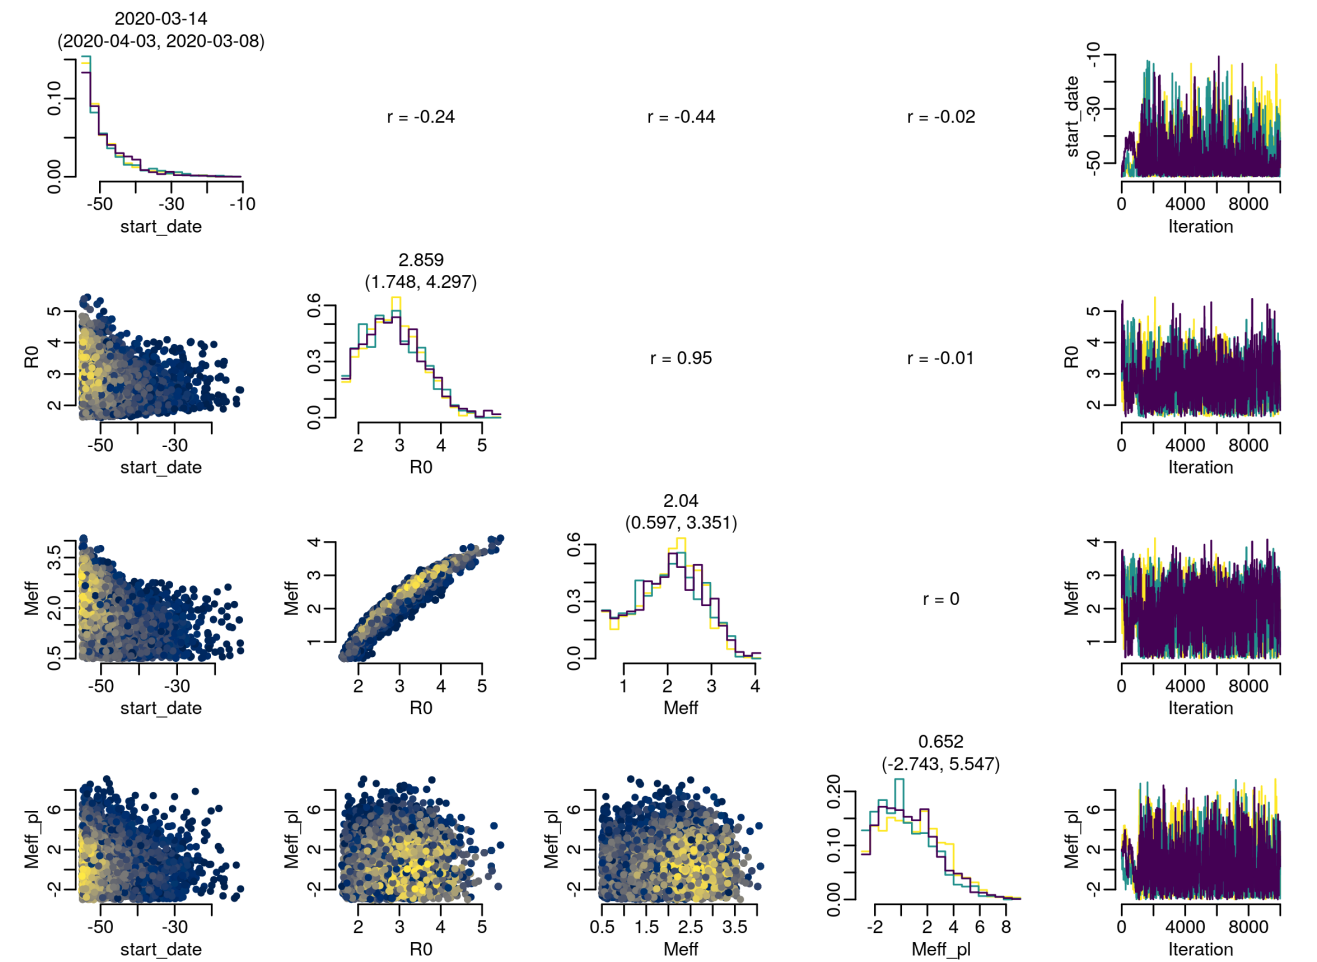 2020-03-14
(2020-04-03, 2020-03-08)
0.00 0.10
-50 -30 -10
start_date
r = -0.24
r = -0.44
r = -0.02
start_date
-50 -30 -10
0 4000 8000
Iteration
R0
2 3 4 5
-50 -30
start_date
2.859
(1.748, 4.297)
0.0 0.3 0.6
2 3 4 5
R0
r = 0.95
r = -0.01
R0
2 3 4 5
0 4000 8000
Iteration
Meff
0.5 2.0 3.5
-50 -30
start_date
Meff
1 2 3 4
2 3 4 5
R0
2.04
(0.597, 3.351)
0.0 0.3 0.6
1 2 3 4
Meff
r = 0
Meff
1 2 3 4
0 4000 8000
Iteration
Meff_pl
-2 2 6
-50 -30
start_date
Meff_pl
-2 2 6
2 3 4 5
R0
Meff_pl
-2 2 6
0.5 1.5 2.5 3.5
Meff
0.652
(-2.743, 5.547)
0.00 0.10 0.20
-2 2 4 6 8
Meff_pl
Meff_pl
-2 2 6
0 4000 8000
Iteration